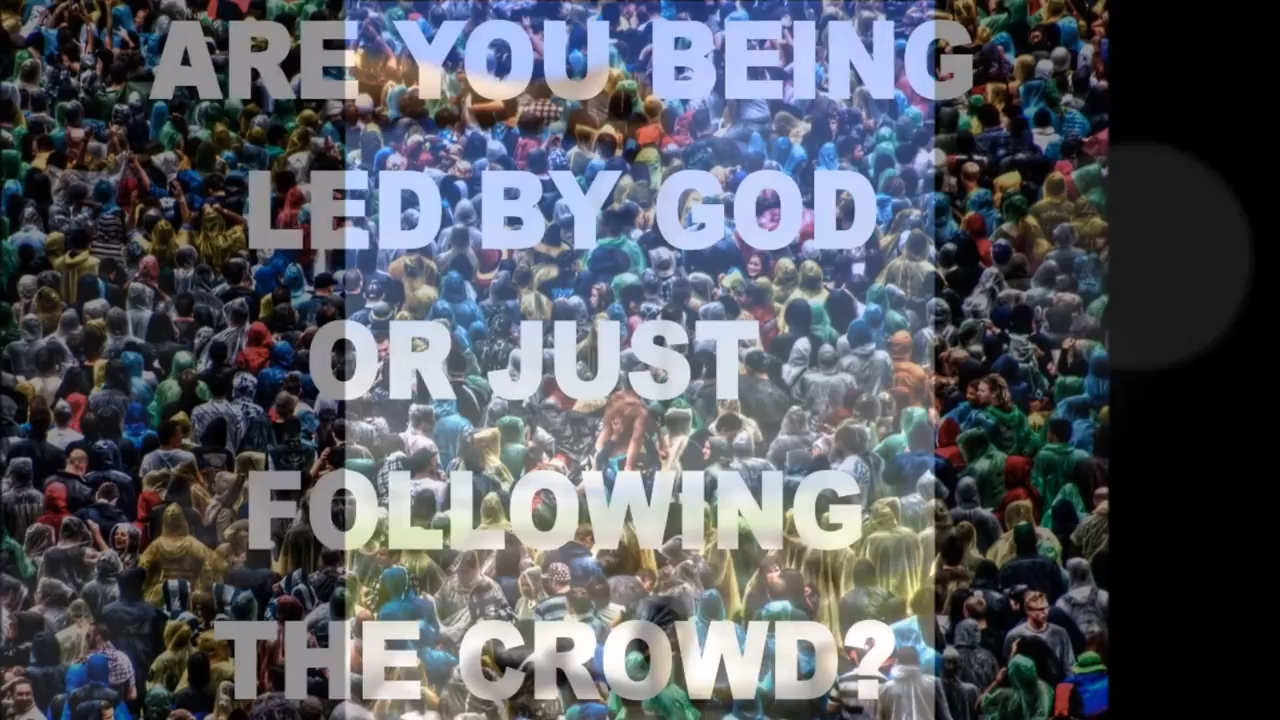 ARE YOU BEING
LED BY GOD
OR JUST
FOLLOWING
THE CROWD?